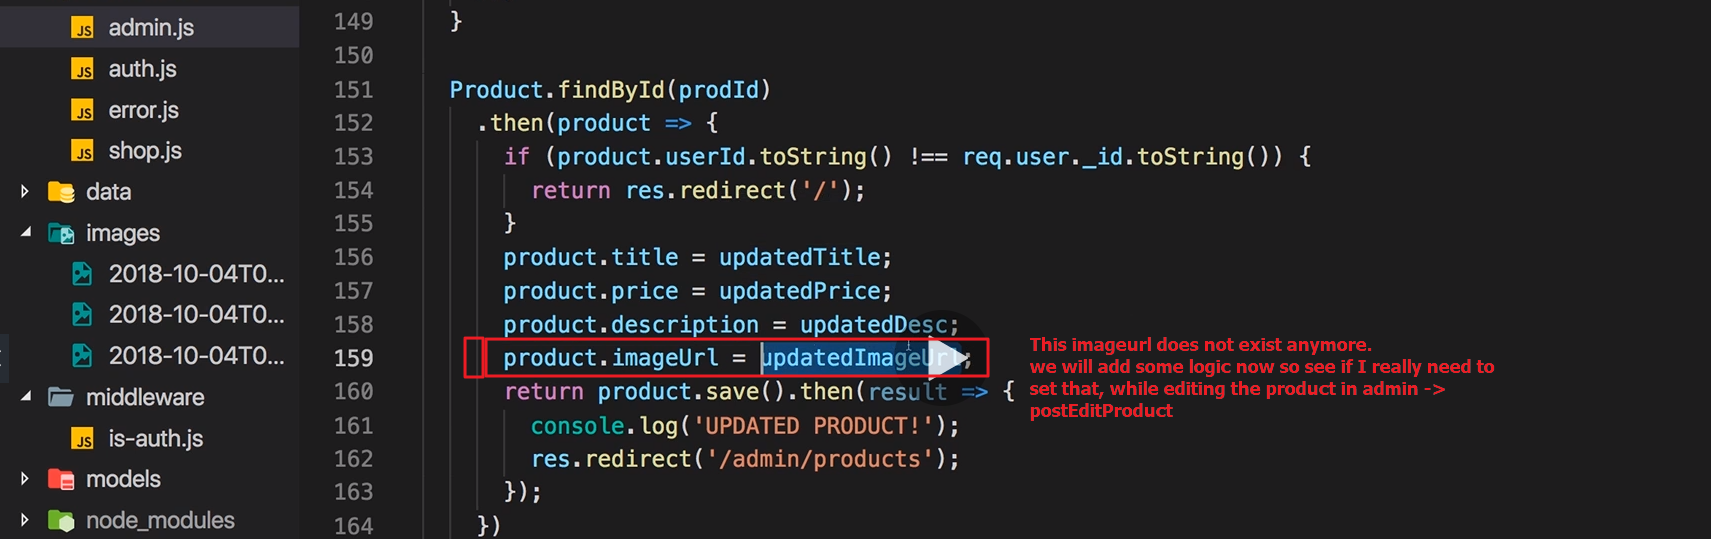 admin.js
auth.js
error.js
shop.js
data
images
2018-10-04T0...
2018-10-04T0...
2018-10-04T0...
middleware
is-auth.js
models
node_modules
149 }
150
151 Product.findById(prodId)
152 .then(product => {
153 if (product.userId.toString() !== req.user._id.toString()) {
154 return res.redirect('/');
155 }
156 product.title = updatedTitle;
157 product.price = updatedPrice;
158 product.description = updatedDesc;
159 product.imageUrl = updatedImageUrl;
160 return product.save().then(result => {
161 console.log('UPDATED PRODUCT!');
162 res.redirect('/admin/products');
163 });
164 })
This imageurl does not exist anymore.
we will add some logic now so see if I really need to
set that, while editing the product in admin ->
postEditProduct